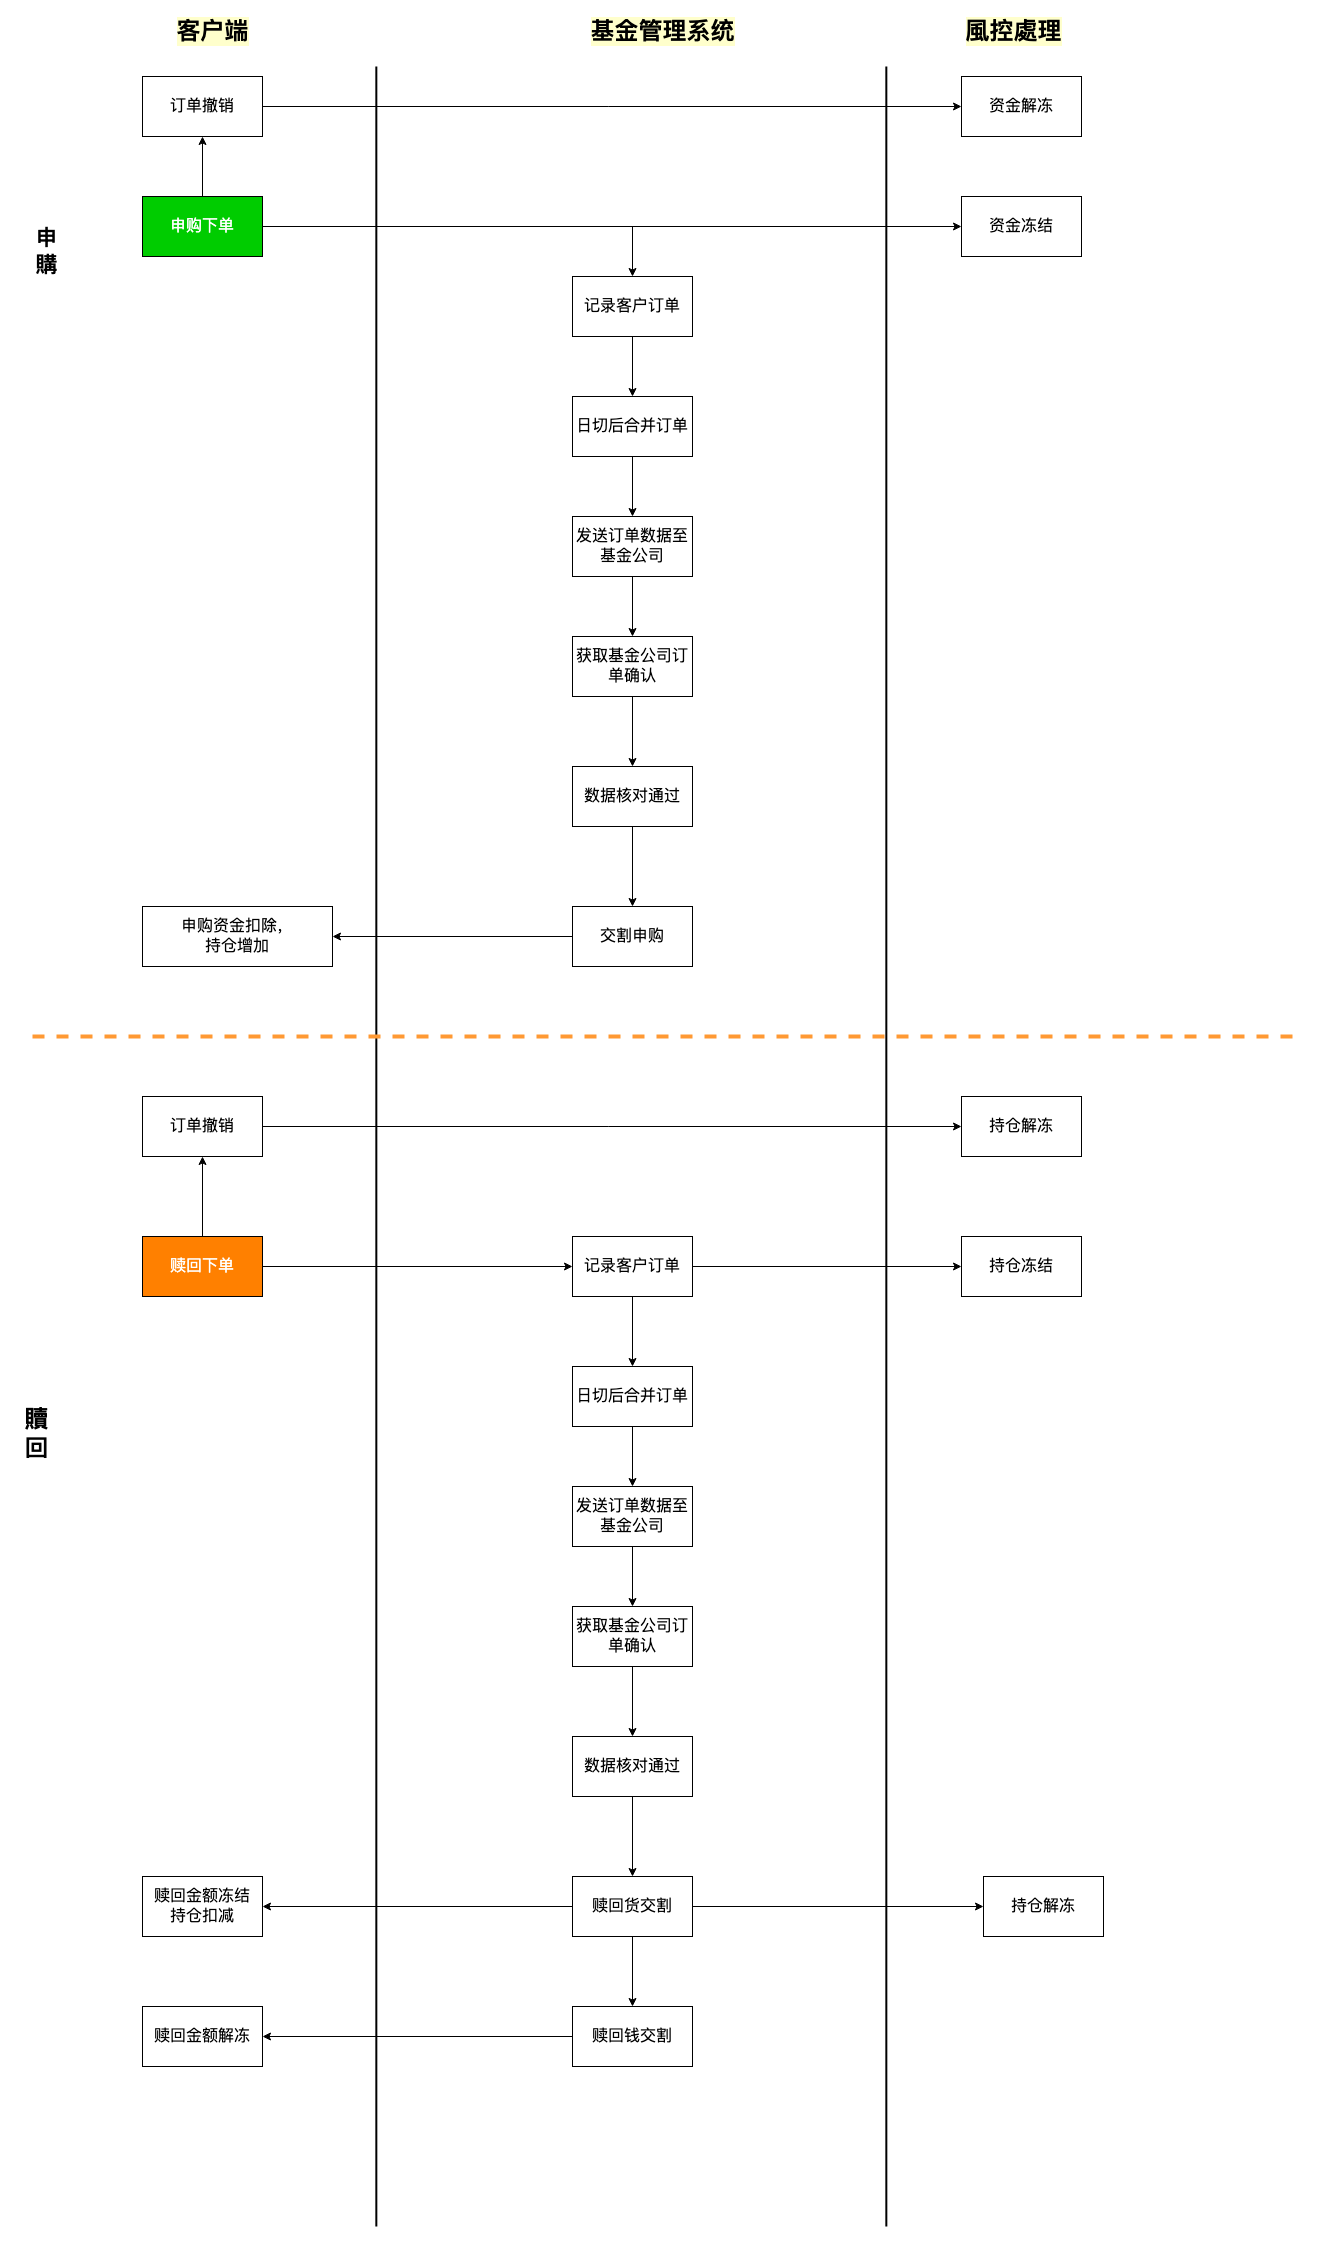 客户端
基金管理系统
風控處理
订单撤销
资金解冻
申购下单
资金冻结
申
購
记录客户订单
日切后合并订单
发送订单数据至
基金公司
获取基金公司订
单确认
数据核对通过
申购资金扣除，
持仓增加
交割申购
订单撤销
持仓解冻
赎回下单
记录客户订单
持仓冻结
日切后合并订单
贖
回
发送订单数据至
基金公司
获取基金公司订
单确认
数据核对通过
赎回金额冻结
持仓扣减
赎回货交割
持仓解冻
赎回金额解冻
赎回钱交割